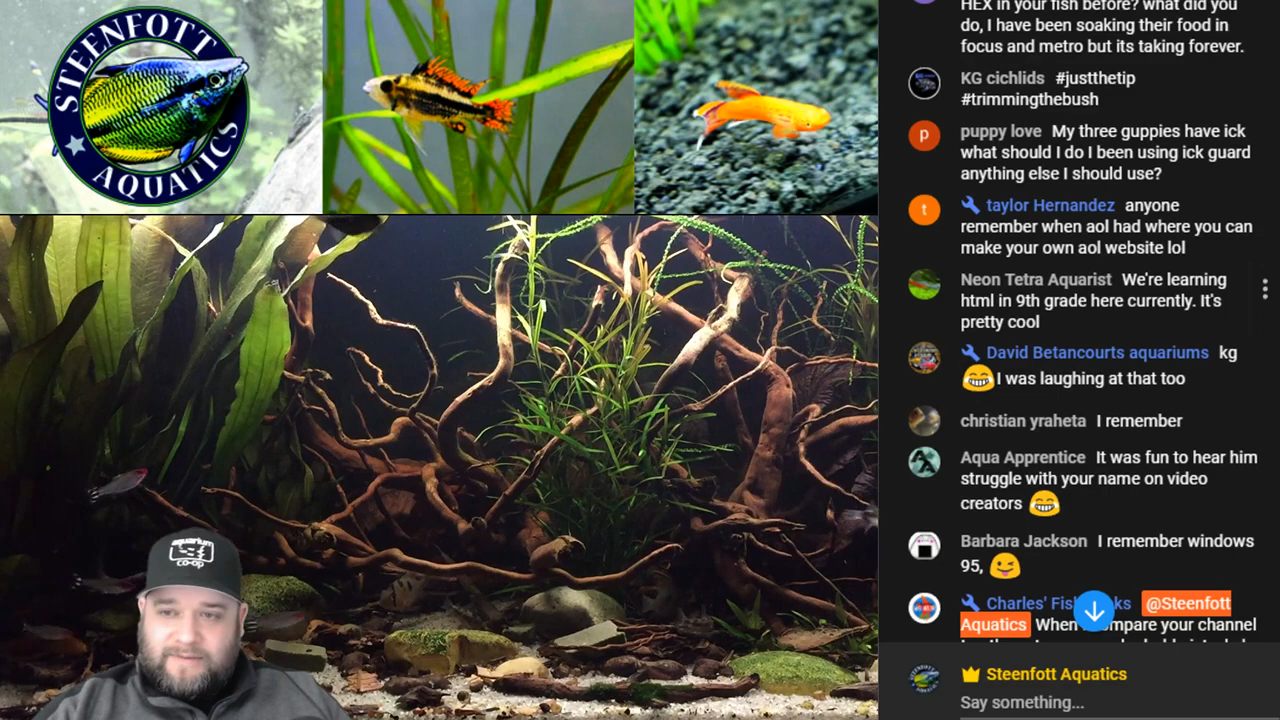 STEENFOTT
AQUATICS
aquarium
co-op
HEX in your fish before? what did you
do, I have been soaking their food in
focus and metro but its taking forever.
KG cichlids #justthetip
#trimmingthebush
p
puppy love My three guppies have ick
what should I do I been using ick guard
anything else I should use?
t
taylor Hernandez anyone
remember when aol had where you can
make your own aol website lol
Neon Tetra Aquarist We're learning
html in 9th grade here currently. It's
pretty cool
David Betancourts aquariums kg
😂I was laughing at that too
christian yraheta I remember
Aqua Apprentice It was fun to hear him
struggle with your name on video
creators 😂
Barbara Jackson I remember windows
95, 😜
Charles' @Steenfott
Aquatics When your channel
Steenfott Aquatics
Say something...